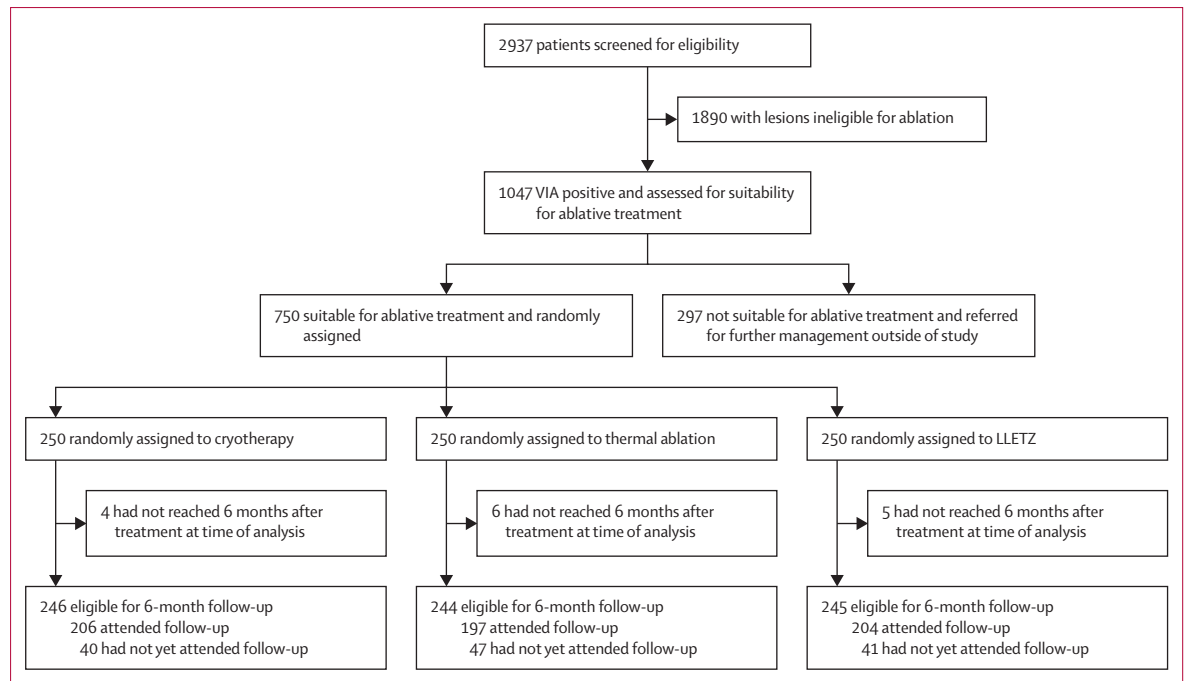 2937 patients screened for eligibility
1890 with lesions ineligible for ablation
1047 VIA positive and assessed for suitability
for ablative treatment
750 suitable for ablative treatment and randomly
assigned
297 not suitable for ablative treatment and referred
for further management outside of study
250 randomly assigned to cryotherapy
250 randomly assigned to thermal ablation
250 randomly assigned to LLETZ
4 had not reached 6 months after
treatment at time of analysis
6 had not reached 6 months after
treatment at time of analysis
5 had not reached 6 months after
treatment at time of analysis
246 eligible for 6-month follow-up
206 attended follow-up
40 had not yet attended follow-up
244 eligible for 6-month follow-up
197 attended follow-up
47 had not yet attended follow-up
245 eligible for 6-month follow-up
204 attended follow-up
41 had not yet attended follow-up